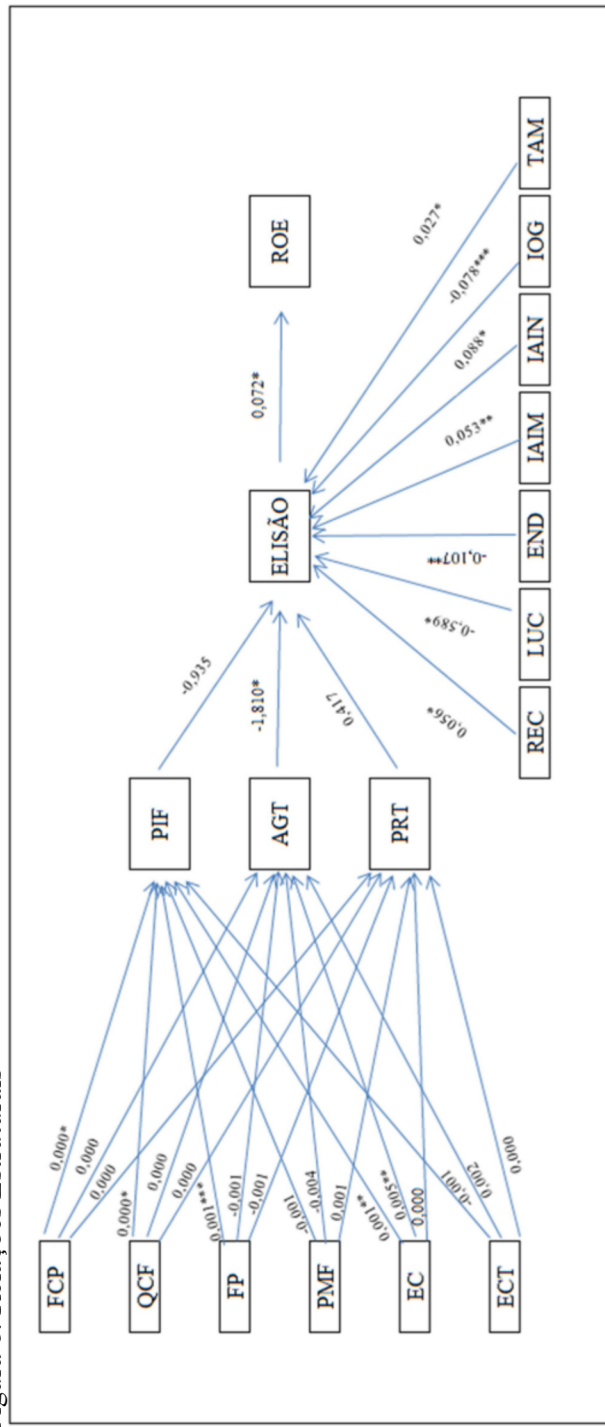 FCP
QCF
FP
PMF
EC
ECT
0,000*
0,000
0,000
0,000*
0,000
0,000
0,001***
-0,001
-0,001
-0,001
-0,004
0,001
0,001**
0,005**
0,000
-0,001
0,002
0,000
PIF
AGT
PRT
-0,935
-1,810*
0,417
ELISÃO
0,072*
ROE
0,056*
-0,589*
-0,107**
0,053**
0,088*
-0,078***
0,027*
REC
LUC
END
IAIM
IAIN
IOG
TAM